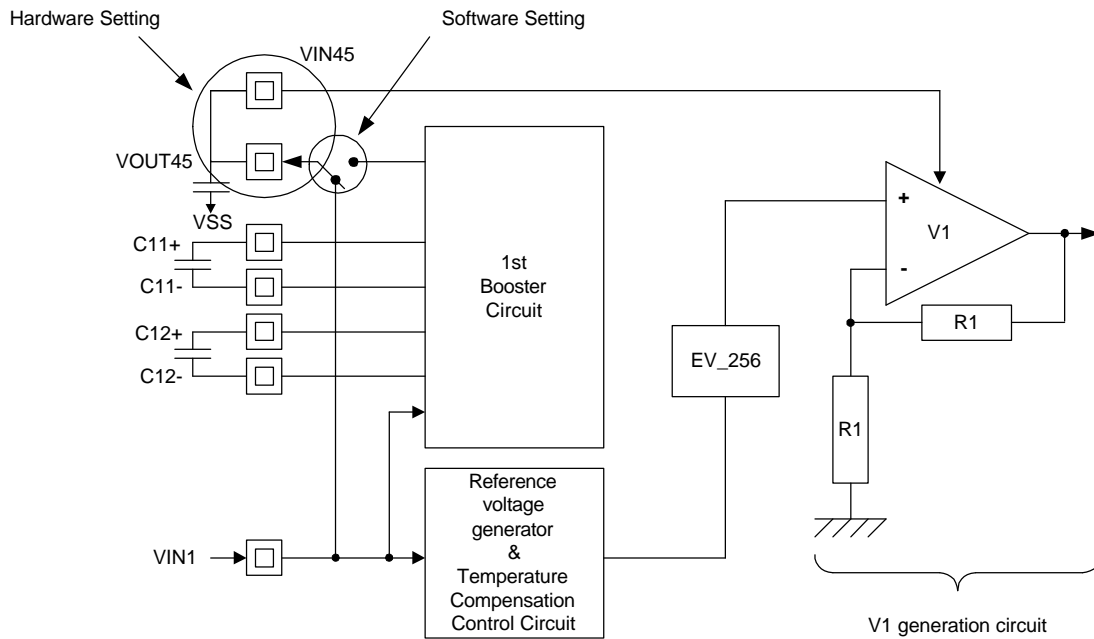 Hardware Setting
Software Setting
VIN45
VOUT45
VSS
C11+
C11-
C12+
C12-
1st
Booster
Circuit
+
V1
-
R1
EV_256
R1
Reference
voltage
generator
&
Temperature
Compensation
Control Circuit
VIN1
V1 generation circuit